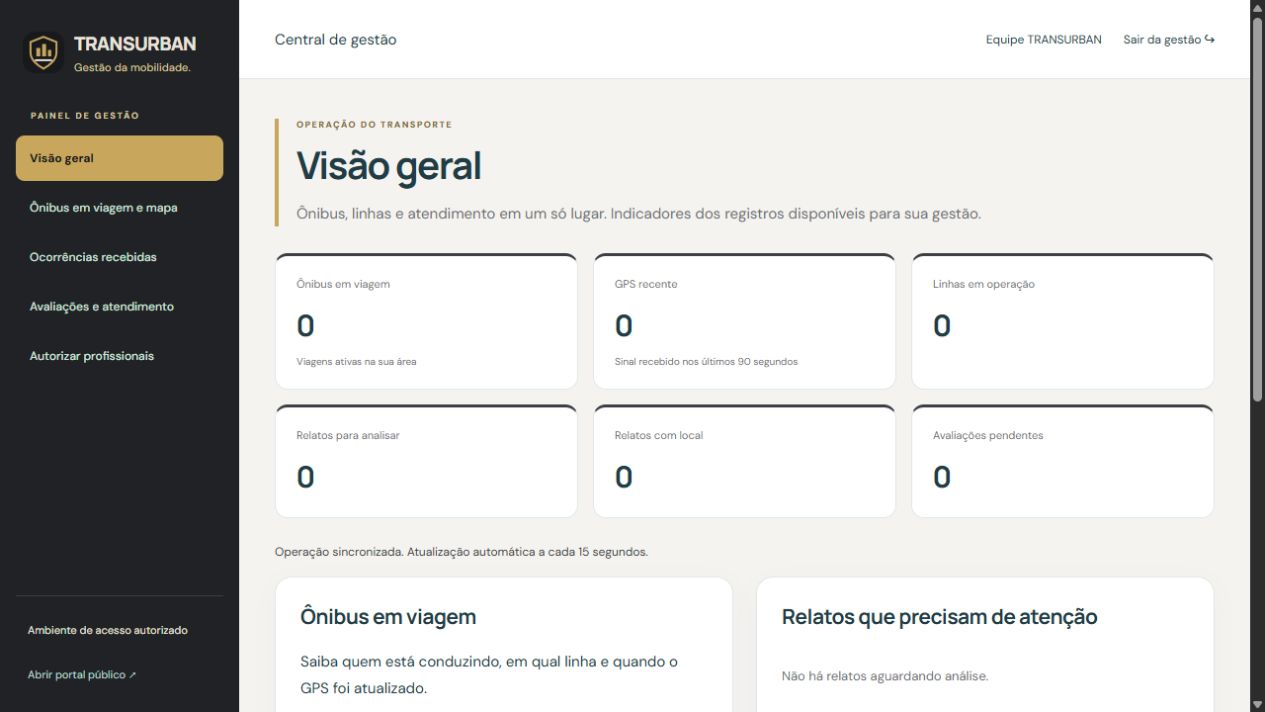 TRANSURBAN
Gestão da mobilidade.
PAINEL DE GESTÃO
Visão geral
Ônibus em viagem e mapa
Ocorrências recebidas
Avaliações e atendimento
Autorizar profissionais
Ambiente de acesso autorizado
Abrir portal público ↗
Central de gestão
Equipe TRANSURBAN
Sair da gestão ↪
OPERAÇÃO DO TRANSPORTE
Visão geral
Ônibus, linhas e atendimento em um só lugar. Indicadores dos registros disponíveis para sua gestão.
Ônibus em viagem
0
Viagens ativas na sua área
GPS recente
0
Sinal recebido nos últimos 90 segundos
Linhas em operação
0
Relatos para analisar
0
Relatos com local
0
Avaliações pendentes
0
Operação sincronizada. Atualização automática a cada 15 segundos.
Ônibus em viagem
Saiba quem está conduzindo, em qual linha e quando o
GPS foi atualizado.
Relatos que precisam de atenção
Não há relatos aguardando análise.